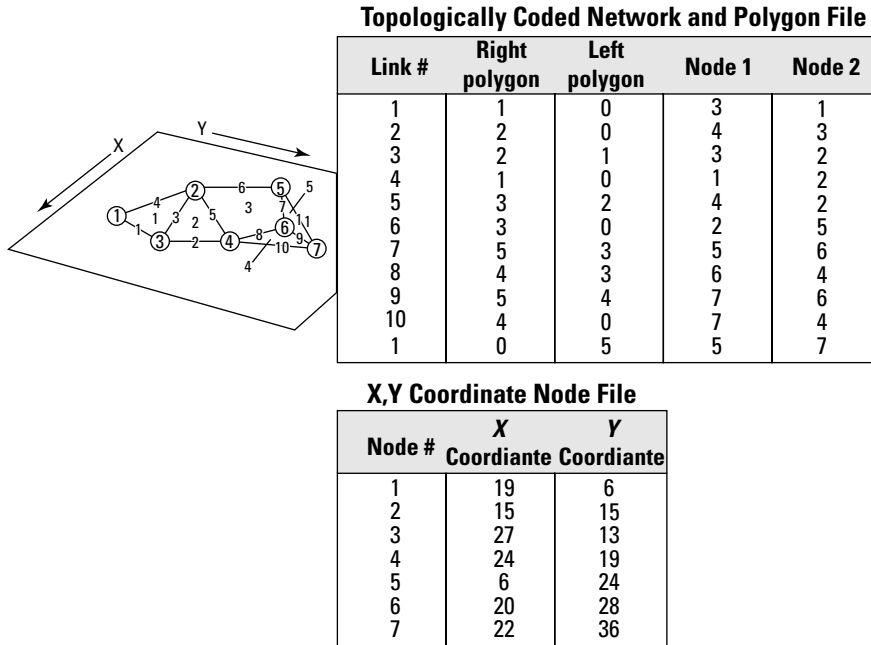 Topologically Coded Network and Polygon File
Link # Right polygon Left polygon Node 1 Node 2
1 1 0 3 1
2 2 0 4 3
3 2 1 3 2
4 1 0 1 2
5 3 2 4 2
6 3 0 2 5
7 5 3 5 6
8 4 3 6 4
9 5 4 7 6
10 4 0 7 4
1 0 5 5 7
X Y
2 6 5 5
4 3 7
1 1 3 2 5 11
1 8 6 9
3 2 4 10 7
4
X,Y Coordinate Node File
Node # X Coordiante Y Coordiante
1 19 6
2 15 15
3 27 13
4 24 19
5 6 24
6 20 28
7 22 36